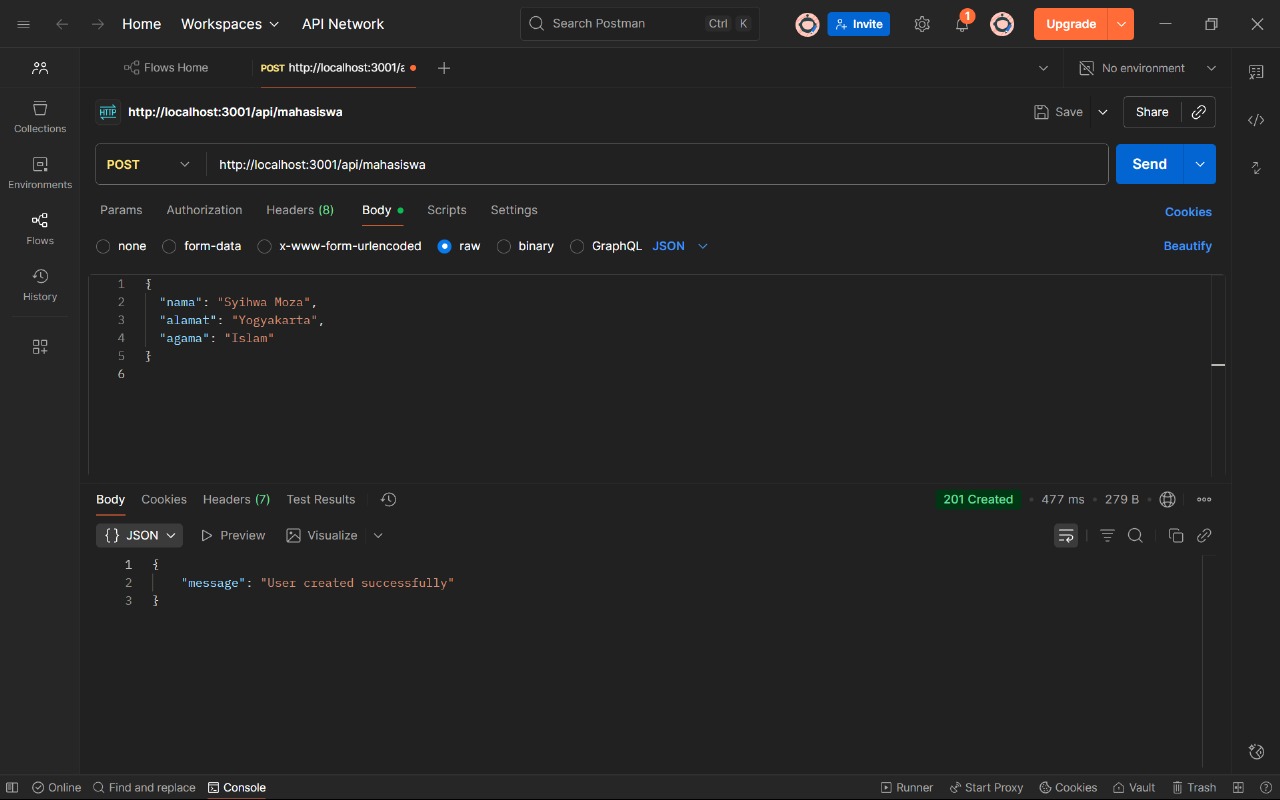 Home Workspaces API Network Search Postman Ctrl K Invite 1 Upgrade
Flows Home POST http://localhost:3001/a No environment
HTTP http://localhost:3001/api/mahasiswa Save Share
POST http://localhost:3001/api/mahasiswa Send
Collections
Environments
Flows
History
Params Authorization Headers (8) Body Scripts Settings Cookies
none form-data x-www-form-urlencoded raw binary GraphQL JSON Beautify
1 {
2 "nama": "Syihwa Moza",
3 "alamat": "Yogyakarta",
4 "agama": "Islam"
5 }
6
Body Cookies Headers (7) Test Results 201 Created • 477 ms • 279 B •
{} JSON Preview Visualize
1 {
2 "message": "User created successfully"
3 }
Online Find and replace Console Runner Start Proxy Cookies Vault Trash